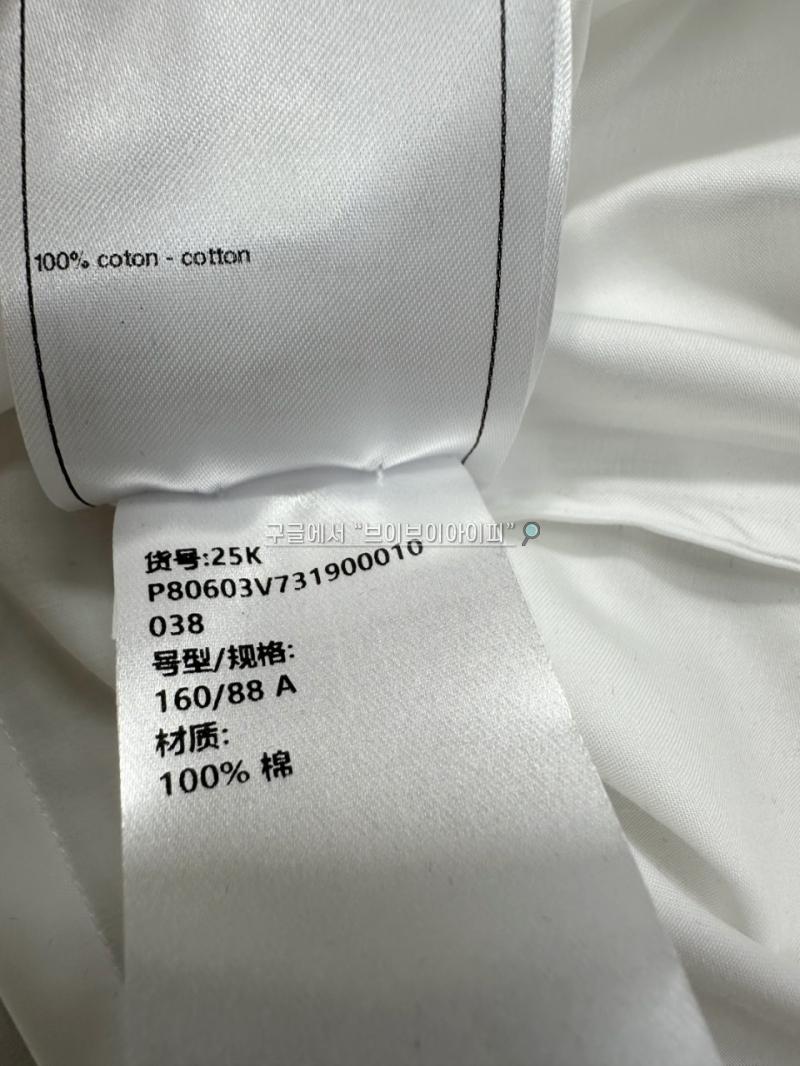 100% coton - cotton
구글에서 “브이브이아이피”
货号:25K
P80603V731900010
038
号型/规格:
160/88 A
材质:
100% 棉